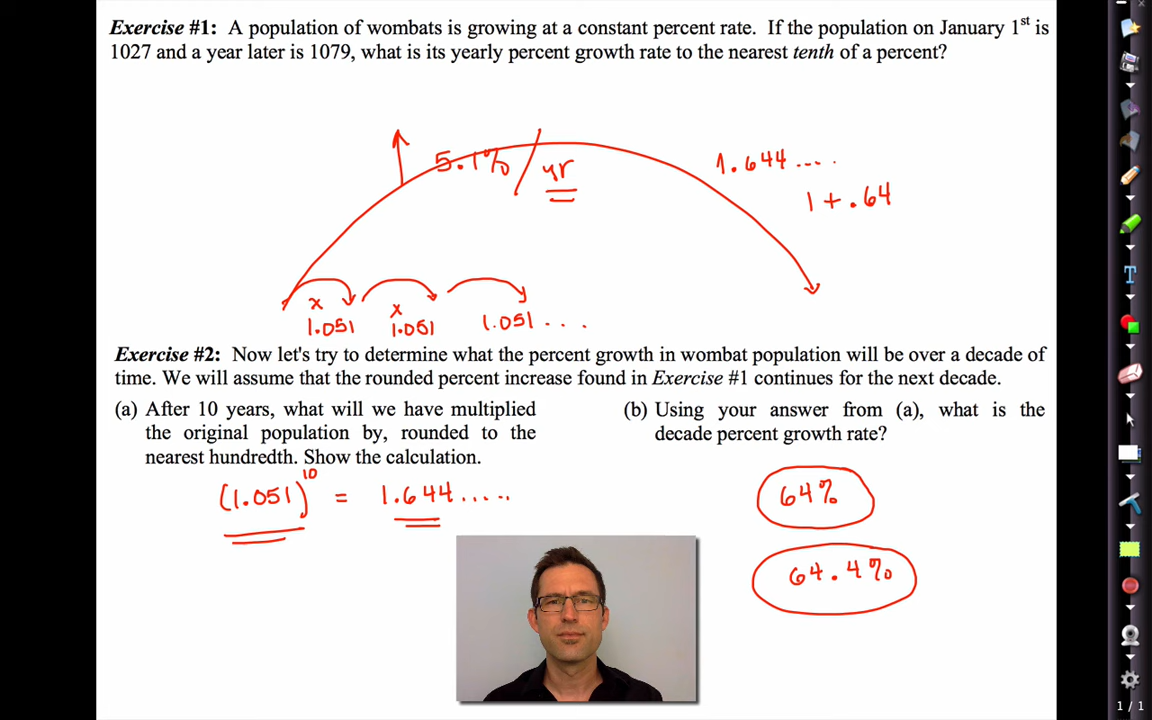 Exercise #1: A population of wombats is growing at a constant percent rate. If the population on January 1st is
1027 and a year later is 1079, what is its yearly percent growth rate to the nearest tenth of a percent?
5.1% / yr
1.644 ....
1 + .64
x x
1.051 1.051 1.051 . . .
Exercise #2: Now let's try to determine what the percent growth in wombat population will be over a decade of
time. We will assume that the rounded percent increase found in Exercise #1 continues for the next decade.
(a) After 10 years, what will we have multiplied
the original population by, rounded to the
nearest hundredth. Show the calculation.
(1.051)^10 = 1.644.....
(b) Using your answer from (a), what is the
decade percent growth rate?
64%
64.4%
T
1 / 1